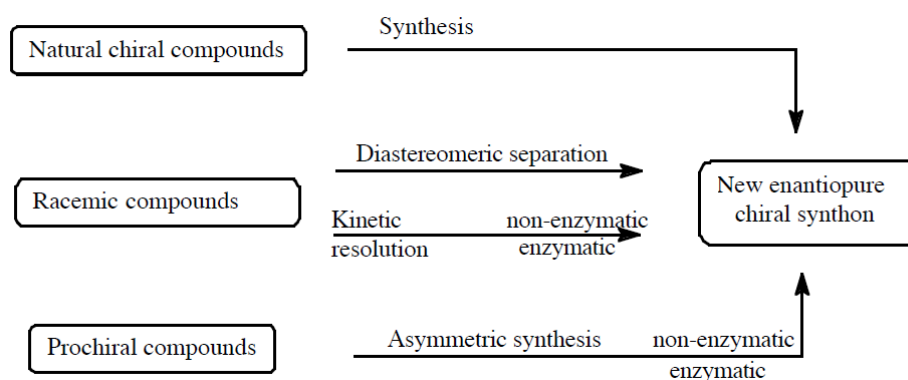 Synthesis
Natural chiral compounds
Diastereomeric separation
New enantiopure
chiral synthon
Racemic compounds
Kinetic non-enzymatic
resolution enzymatic
Asymmetric synthesis non-enzymatic
Prochiral compounds
enzymatic